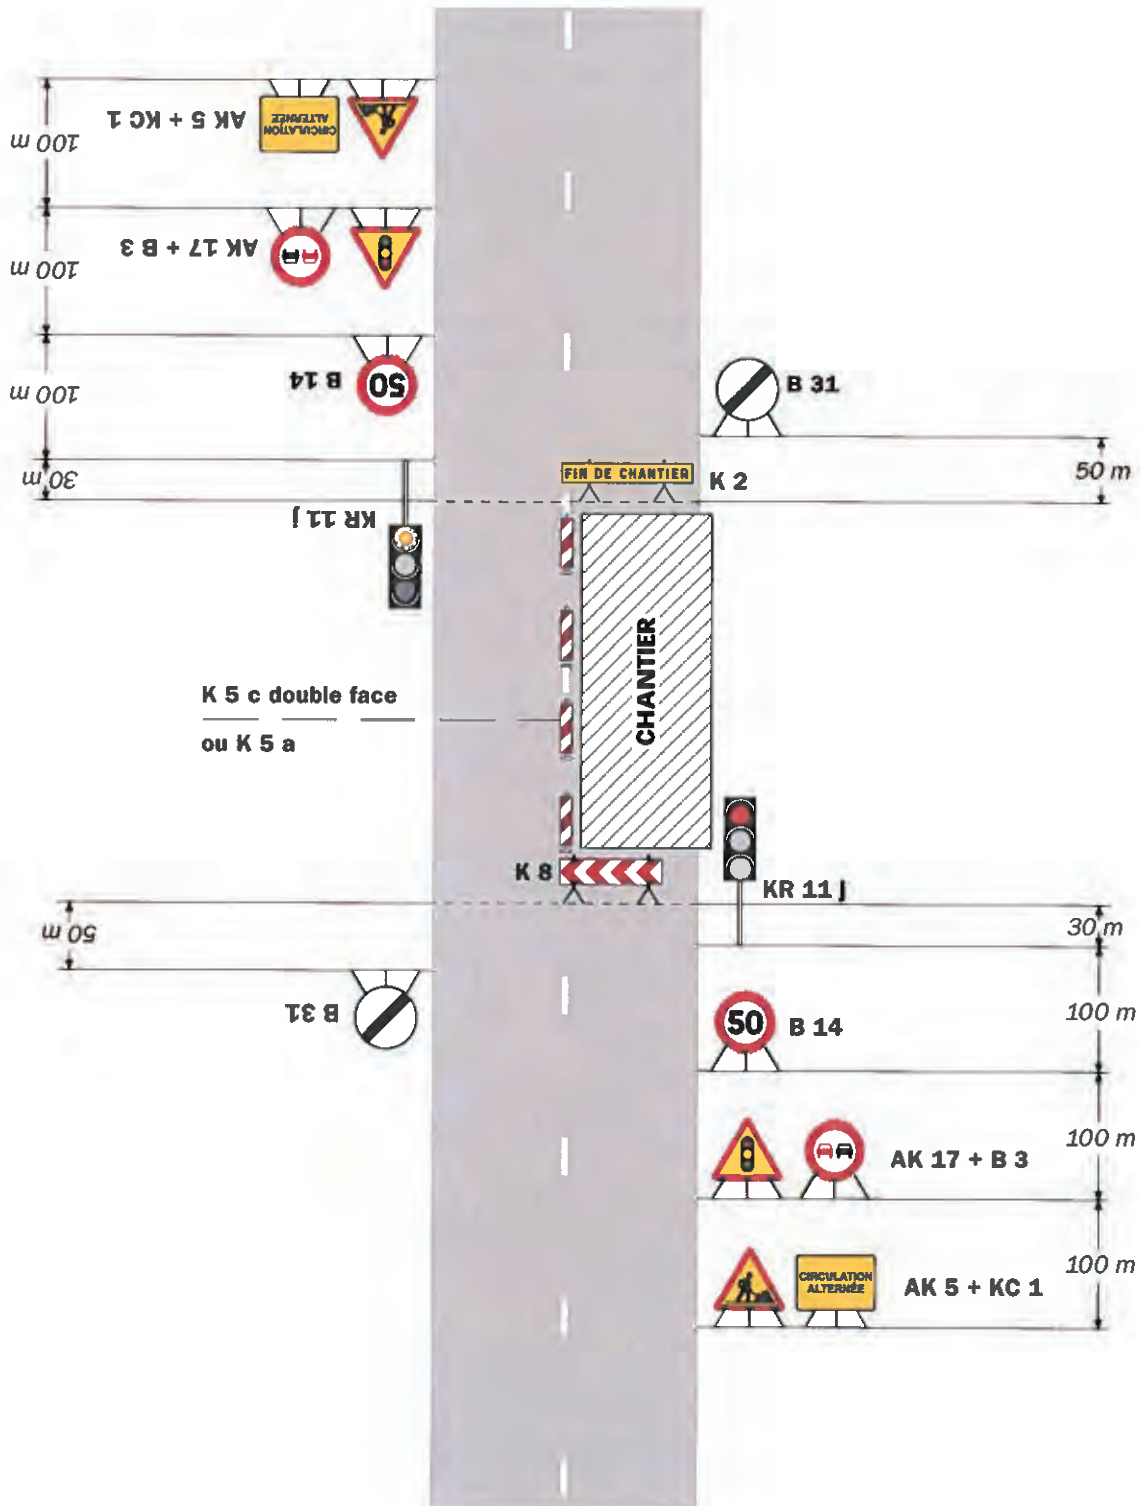 100 m
AK 5 + KC 1
CIRCULATION
ALTERNÉE
100 m
AK 17 + B 3
100 m
B 14
50
30 m
KR 11 j
B 31
50 m
FIN DE CHANTIER
K 2
CHANTIER
K 5 c double face
ou K 5 a
K 8
KR 11 j
50 m
30 m
B 31
50
B 14
100 m
AK 17 + B 3
100 m
CIRCULATION
ALTERNÉE
AK 5 + KC 1
100 m